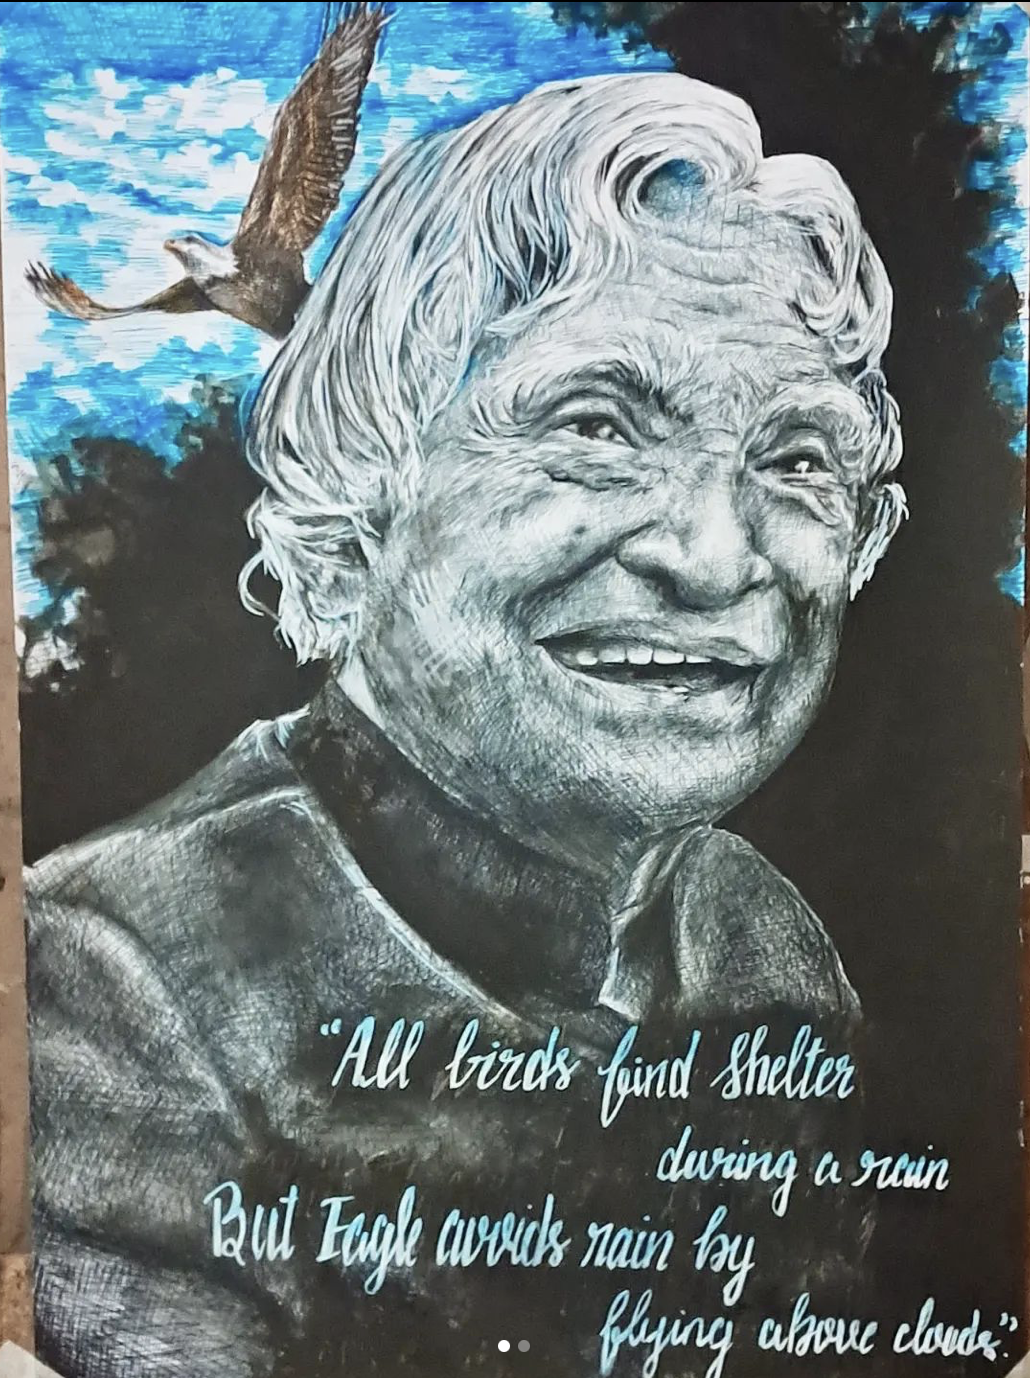 “All birds find Shelter
during a rain
But Eagle avoids rain by
flying above clouds.”